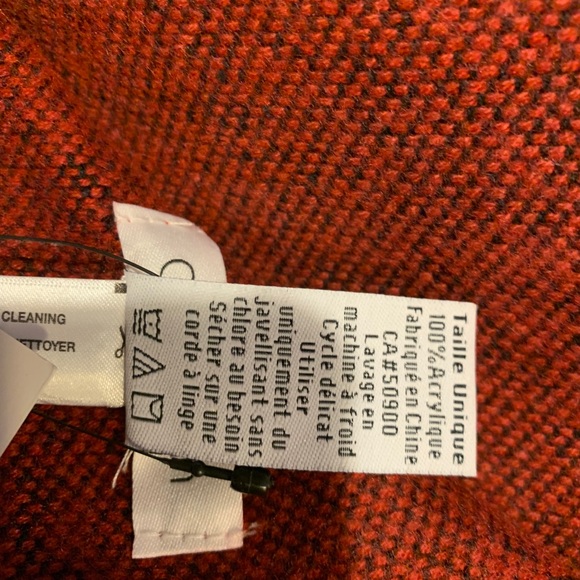 Taille Unique
100% Acrylique
Fabriqué en Chine
CA#50900
Lavage en
machine à froid
Cycle délicat
Utiliser
uniquement du
javellisant sans
chlore au besoin
Sécher sur une
corde à linge
CLEANING
ETTOYER